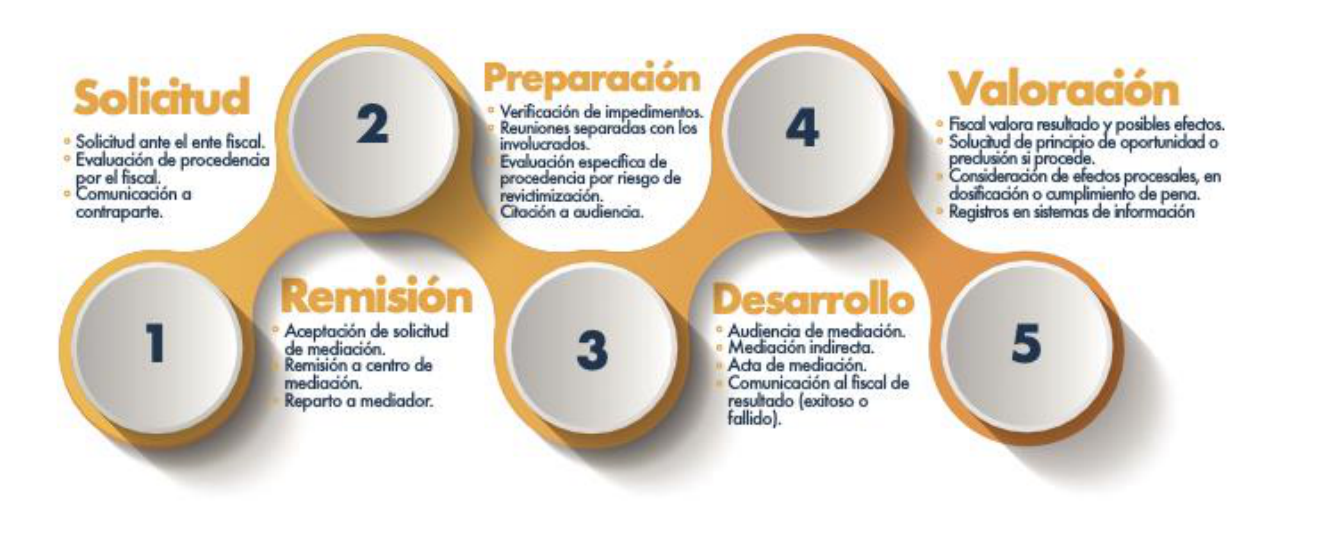 1
Solicitud
Solicitud ante el ente fiscal.
Evaluación de procedencia
por el fiscal.
Comunicación a
contraparte.
2
Remisión
Aceptación de solicitud
de mediación.
Remisión a centro de
mediación.
Reparto a mediador.
3
Preparación
Verificación de impedimentos.
Reuniones separadas con los
involucrados.
Evaluación específica de
procedencia por riesgo de
revictimización.
Citación a audiencia.
4
Desarrollo
Audiencia de mediación.
Mediación indirecta.
Acta de mediación.
Comunicación al fiscal de
resultado (exitoso o
fallido).
5
Valoración
Fiscal valora resultado y posibles efectos.
Solucitud de principio de oportunidad o
preclusión si procede.
Consideración de efectos procesales, en
dosificación o cumplimiento de pena.
Registros en sistemas de información